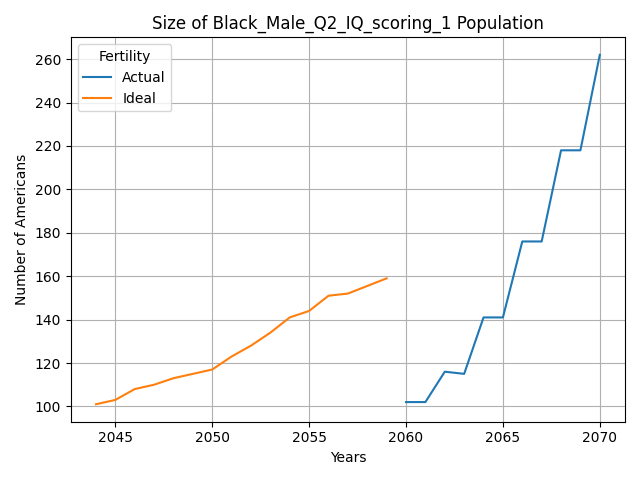 Size of Black_Male_Q2_IQ_scoring_1 Population
Fertility
Actual
Ideal
Number of Americans
260
240
220
200
180
160
140
120
100
2045 2050 2055 2060 2065 2070
Years